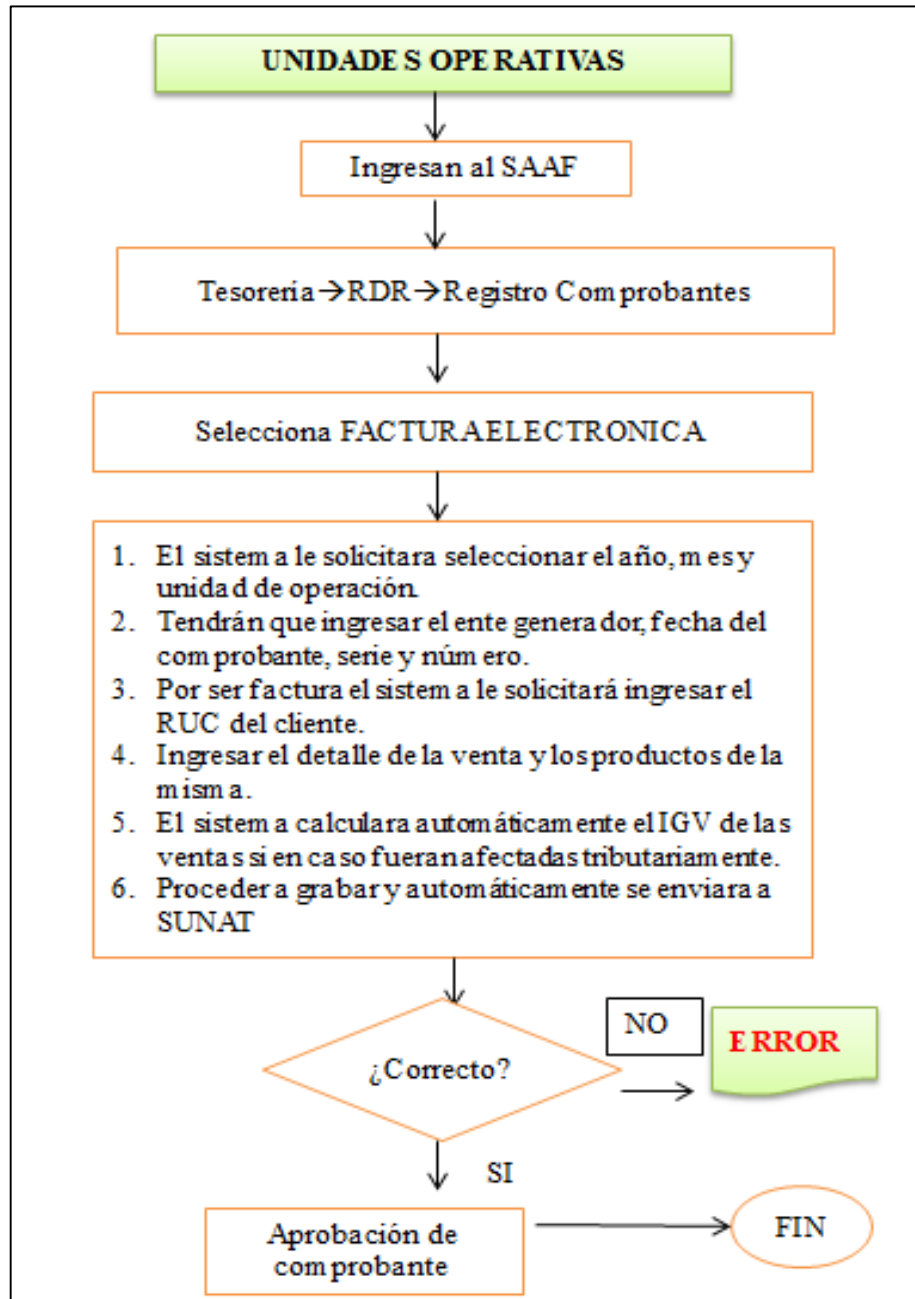 UNIDADES OPERATIVAS
Ingresan al SAAF
Tesoreria→RDR→Registro Comprobantes
Selecciona FACTURA ELECTRONICA
1. El sistema le solicitara seleccionar el año, mes y
unidad de operación.
2. Tendrán que ingresar el ente generador, fecha del
comprobante, serie y número.
3. Por ser factura el sistema le solicitará ingresar el
RUC del cliente.
4. Ingresar el detalle de la venta y los productos de la
misma.
5. El sistema calculara automáticamente el IGV de las
ventas si en caso fueran afectadas tributariamente.
6. Proceder a grabar y automáticamente se enviara a
SUNAT
¿Correcto?
NO
ERROR
SI
Aprobación de
comprobante
FIN